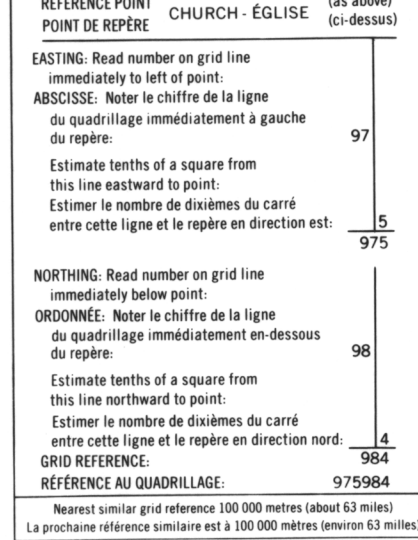 REFERENCE POINT CHURCH - ÉGLISE (as above)
POINT DE REPÈRE (ci-dessus)
EASTING: Read number on grid line
immediately to left of point:
ABSCISSE: Noter le chiffre de la ligne
du quadrillage immédiatement à gauche
du repère: 97
Estimate tenths of a square from
this line eastward to point:
Estimer le nombre de dixièmes du carré
entre cette ligne et le repère en direction est: 5
975
NORTHING: Read number on grid line
immediately below point:
ORDONNÉE: Noter le chiffre de la ligne
du quadrillage immédiatement en-dessous
du repère: 98
Estimate tenths of a square from
this line northward to point:
Estimer le nombre de dixièmes du carré
entre cette ligne et le repère en direction nord: 4
GRID REFERENCE: 984
RÉFÉRENCE AU QUADRILLAGE: 975984
Nearest similar grid reference 100 000 metres (about 63 miles)
La prochaine référence similaire est à 100 000 mètres (environ 63 milles)